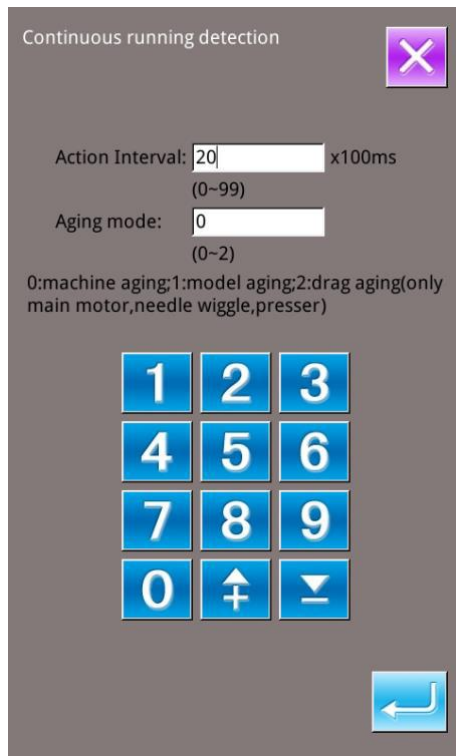 Continuous running detection
Action Interval: 20 x100ms
(0~99)
Aging mode: 0
(0~2)
0:machine aging;1:model aging;2:drag aging(only
main motor,needle wiggle,presser)
1 2 3
4 5 6
7 8 9
0